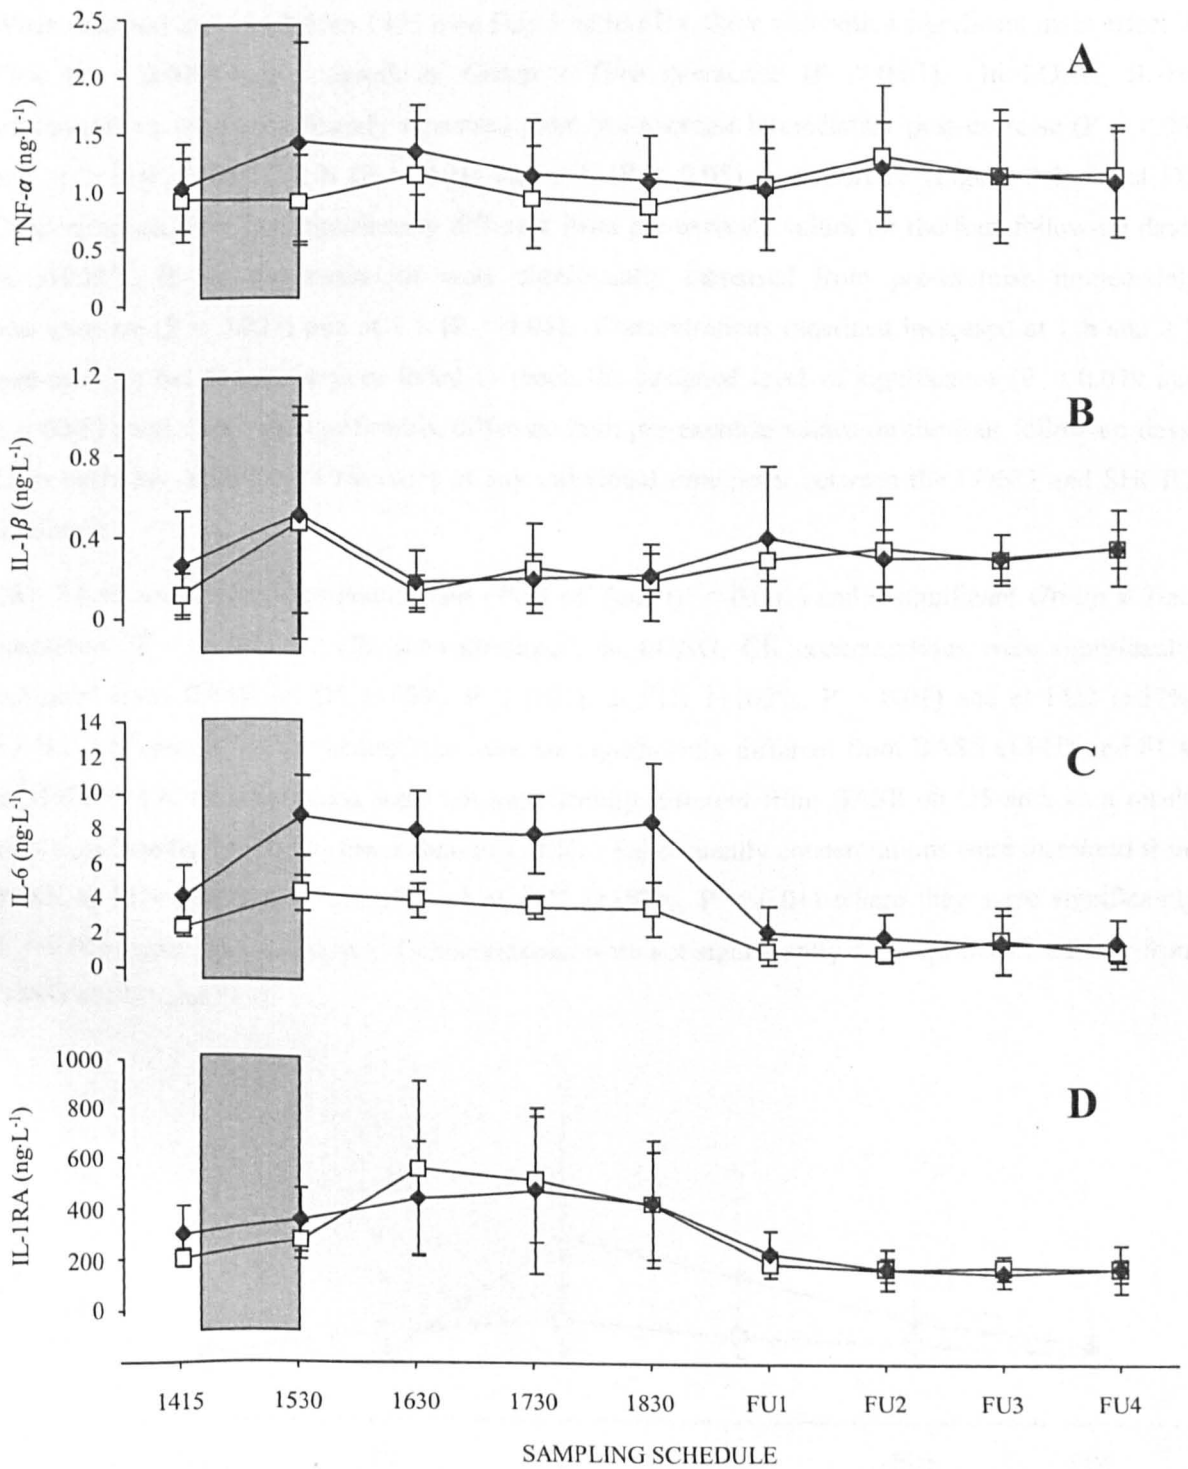 A
TNF-α (ng·L⁻¹)
2.5
2.0
1.5
1.0
0.5
0
B
IL-1β (ng·L⁻¹)
1.2
0.8
0.4
0
C
IL-6 (ng·L⁻¹)
14
12
10
8
6
4
2
0
D
IL-1RA (ng·L⁻¹)
1000
800
600
400
200
0
1415 1530 1630 1730 1830 FU1 FU2 FU3 FU4
SAMPLING SCHEDULE